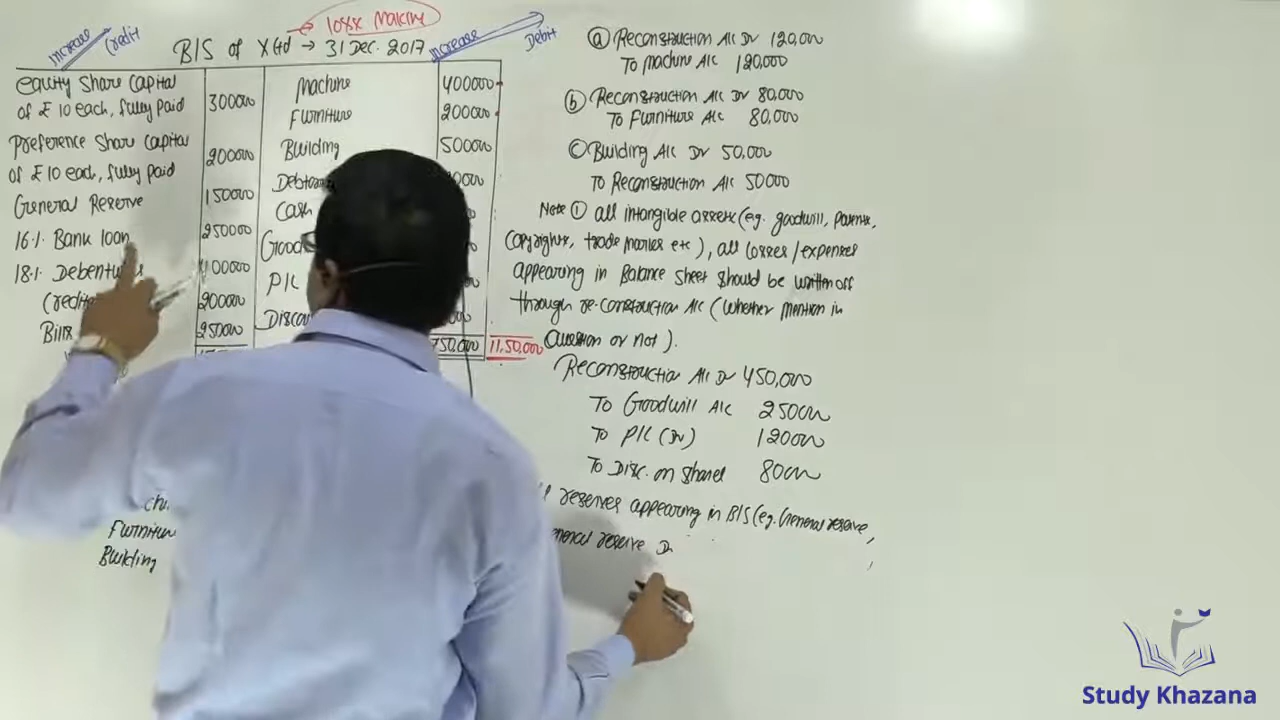 Increase
Credit
loss making
B/S of X Ltd → 31 Dec. 2017
Increase
Debit
Equity Share Capital
of ₹ 10 each, fully paid
300000
Preference Share Capital
of ₹ 10 each, fully paid
200000
General Reserve
150000
16%. Bank loan
250000
18%. Debentures
400000
200000
Bills
250000
Machine
400000
Furniture
200000
Building
500000
Cash
P/L
750,000
11,50,000
Furniture
Building
(a) Reconstruction A/c Dr 120,000
To Machine A/c 120,000
(b) Reconstruction A/c Dr 80,000
To Furniture A/c 80,000
(c) Building A/c Dr 50,000
To Reconstruction A/c 50000
Note (1) all intangible assets (eg. goodwill, patents,
Copyrights, trade marks etc), all losses/expenses
appearing in Balance Sheet should be written off
through re-construction A/c (whether mention in
Question or not).
Reconstruction A/c Dr 450,000
To Goodwill A/c 250000
To P/L (Dr) 120000
To Disc. on shares 80000
reserves appearing in B/S (eg. General reserve,
reserve Dr
Study Khazana